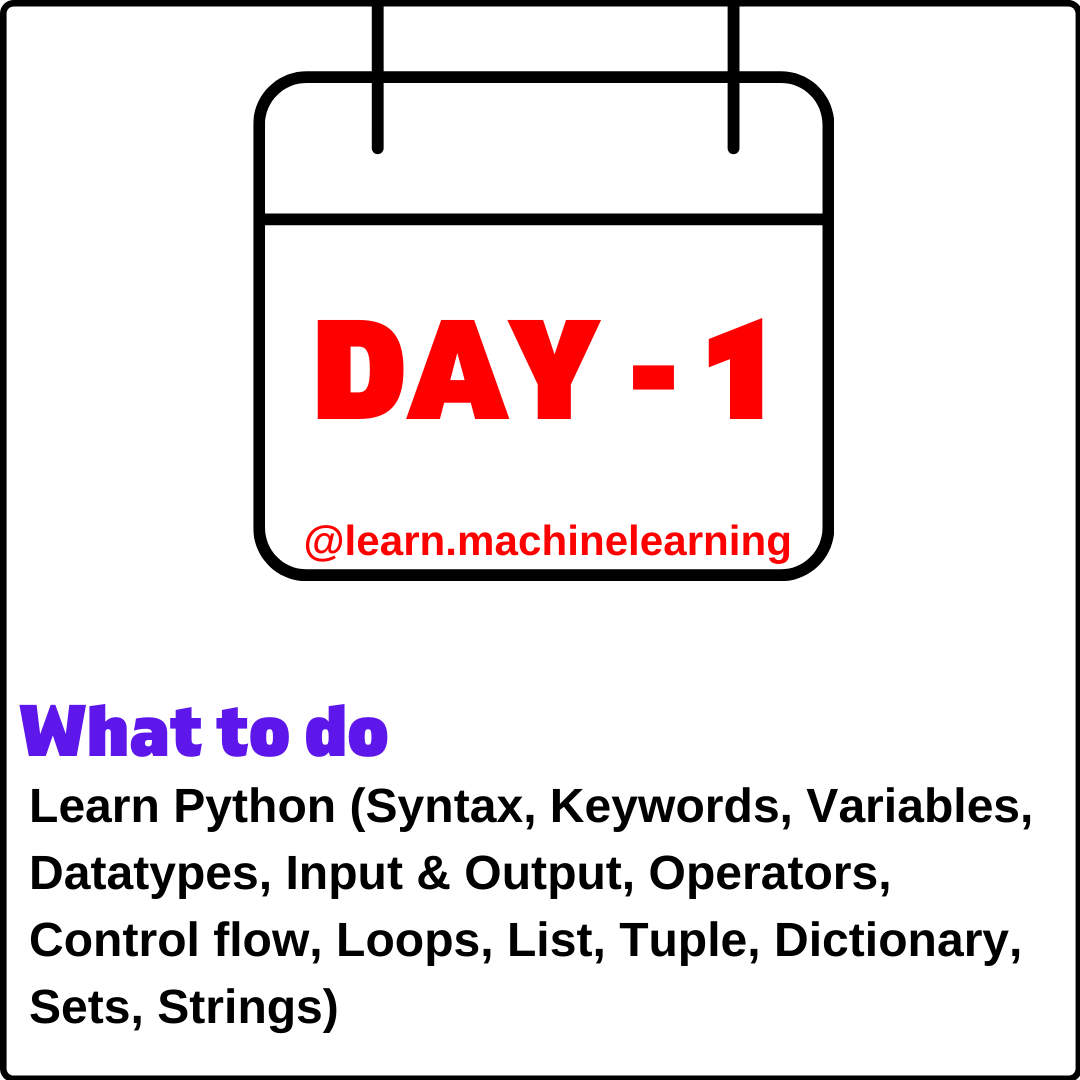 DAY - 1
@learn.machinelearning
What to do
Learn Python (Syntax, Keywords, Variables,
Datatypes, Input & Output, Operators,
Control flow, Loops, List, Tuple, Dictionary,
Sets, Strings)